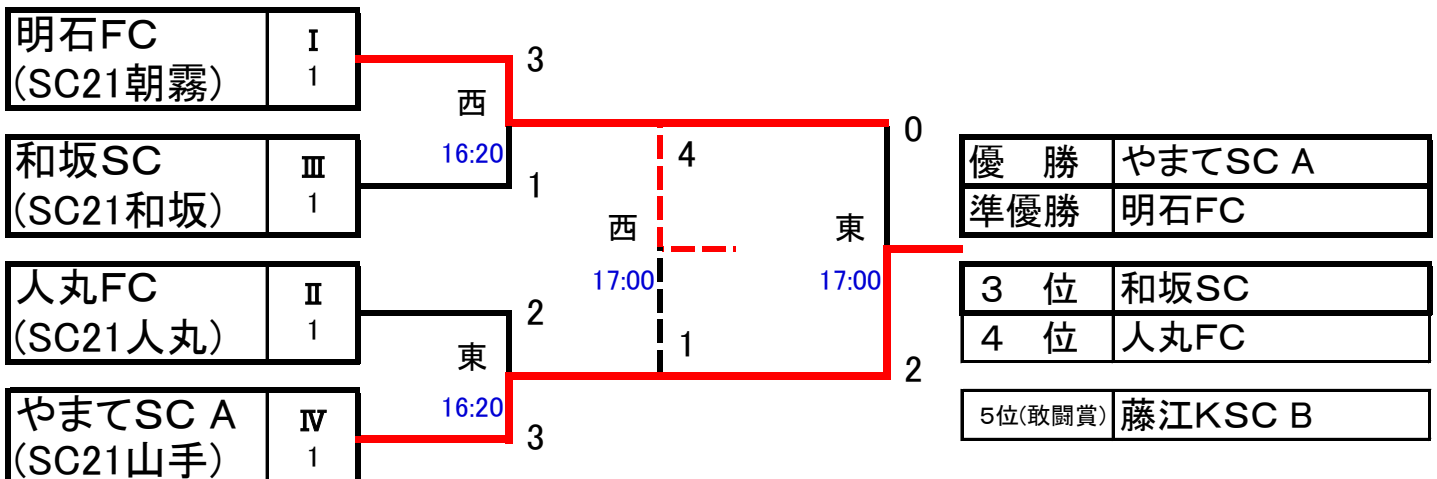 明石FC
(SC21朝霧)
Ⅰ
1
和坂SC
(SC21和坂)
Ⅲ
1
人丸FC
(SC21人丸)
Ⅱ
1
やまてSC A
(SC21山手)
Ⅳ
1
3
西
16:20
1
2
東
16:20
3
4
西
17:00
1
0
東
17:00
2
優　勝 やまてSC A
準優勝 明石FC
３　位 和坂SC
４　位 人丸FC
5位(敢闘賞) 藤江KSC B